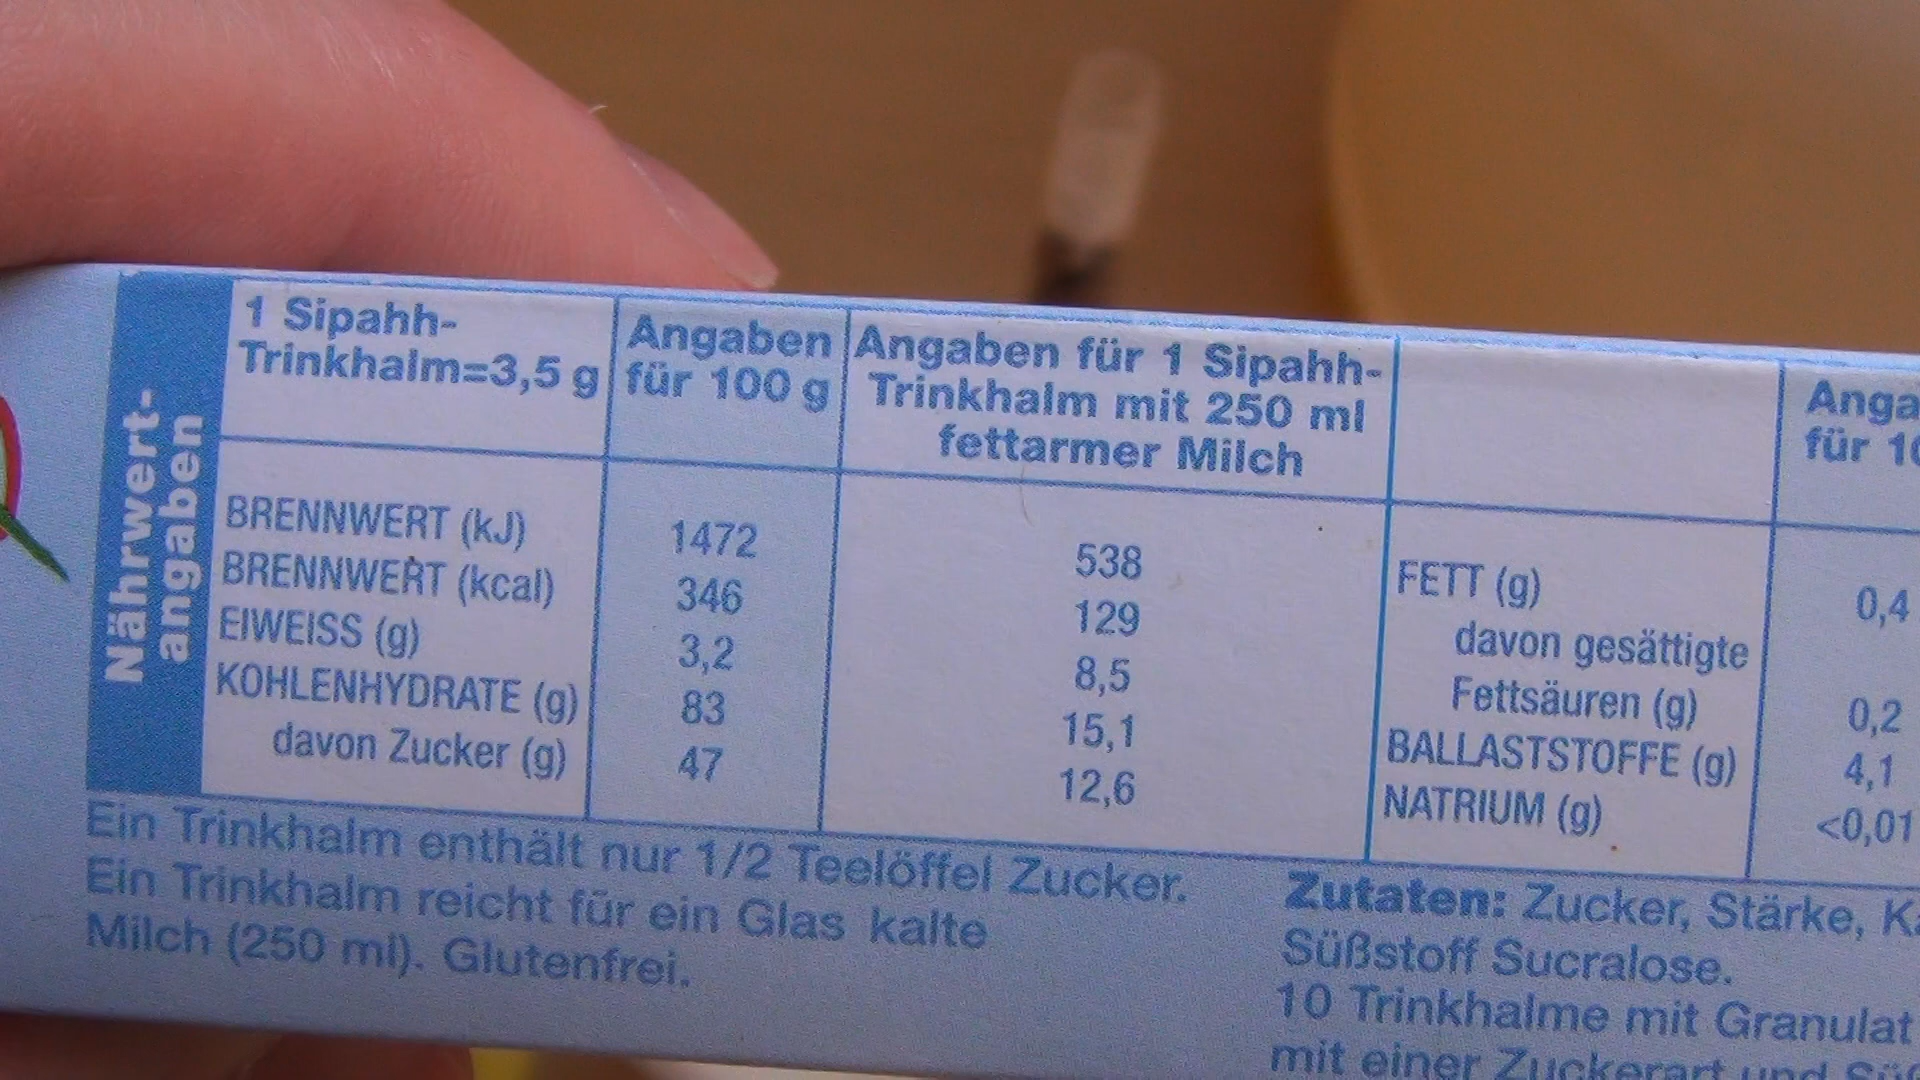 Nährwert-
angaben
1 Sipahh-
Trinkhalm=3,5 g
Angaben
für 100 g
Angaben für 1 Sipahh-
Trinkhalm mit 250 ml
fettarmer Milch
BRENNWERT (kJ) 1472 538
BRENNWERT (kcal) 346 129
EIWEISS (g) 3,2 8,5
KOHLENHYDRATE (g) 83 15,1
davon Zucker (g) 47 12,6
für
FETT (g) 0,4
davon gesättigte
Fettsäuren (g) 0,2
BALLASTSTOFFE (g) 4,1
NATRIUM (g) <0,01
Ein Trinkhalm enthält nur 1/2 Teelöffel Zucker.
Ein Trinkhalm reicht für ein Glas kalte
Milch (250 ml). Glutenfrei.
Zutaten: Zucker, Stärke,
Süßstoff Sucralose.
10 Trinkhalme mit Granulat
mit einer Zuckerart und